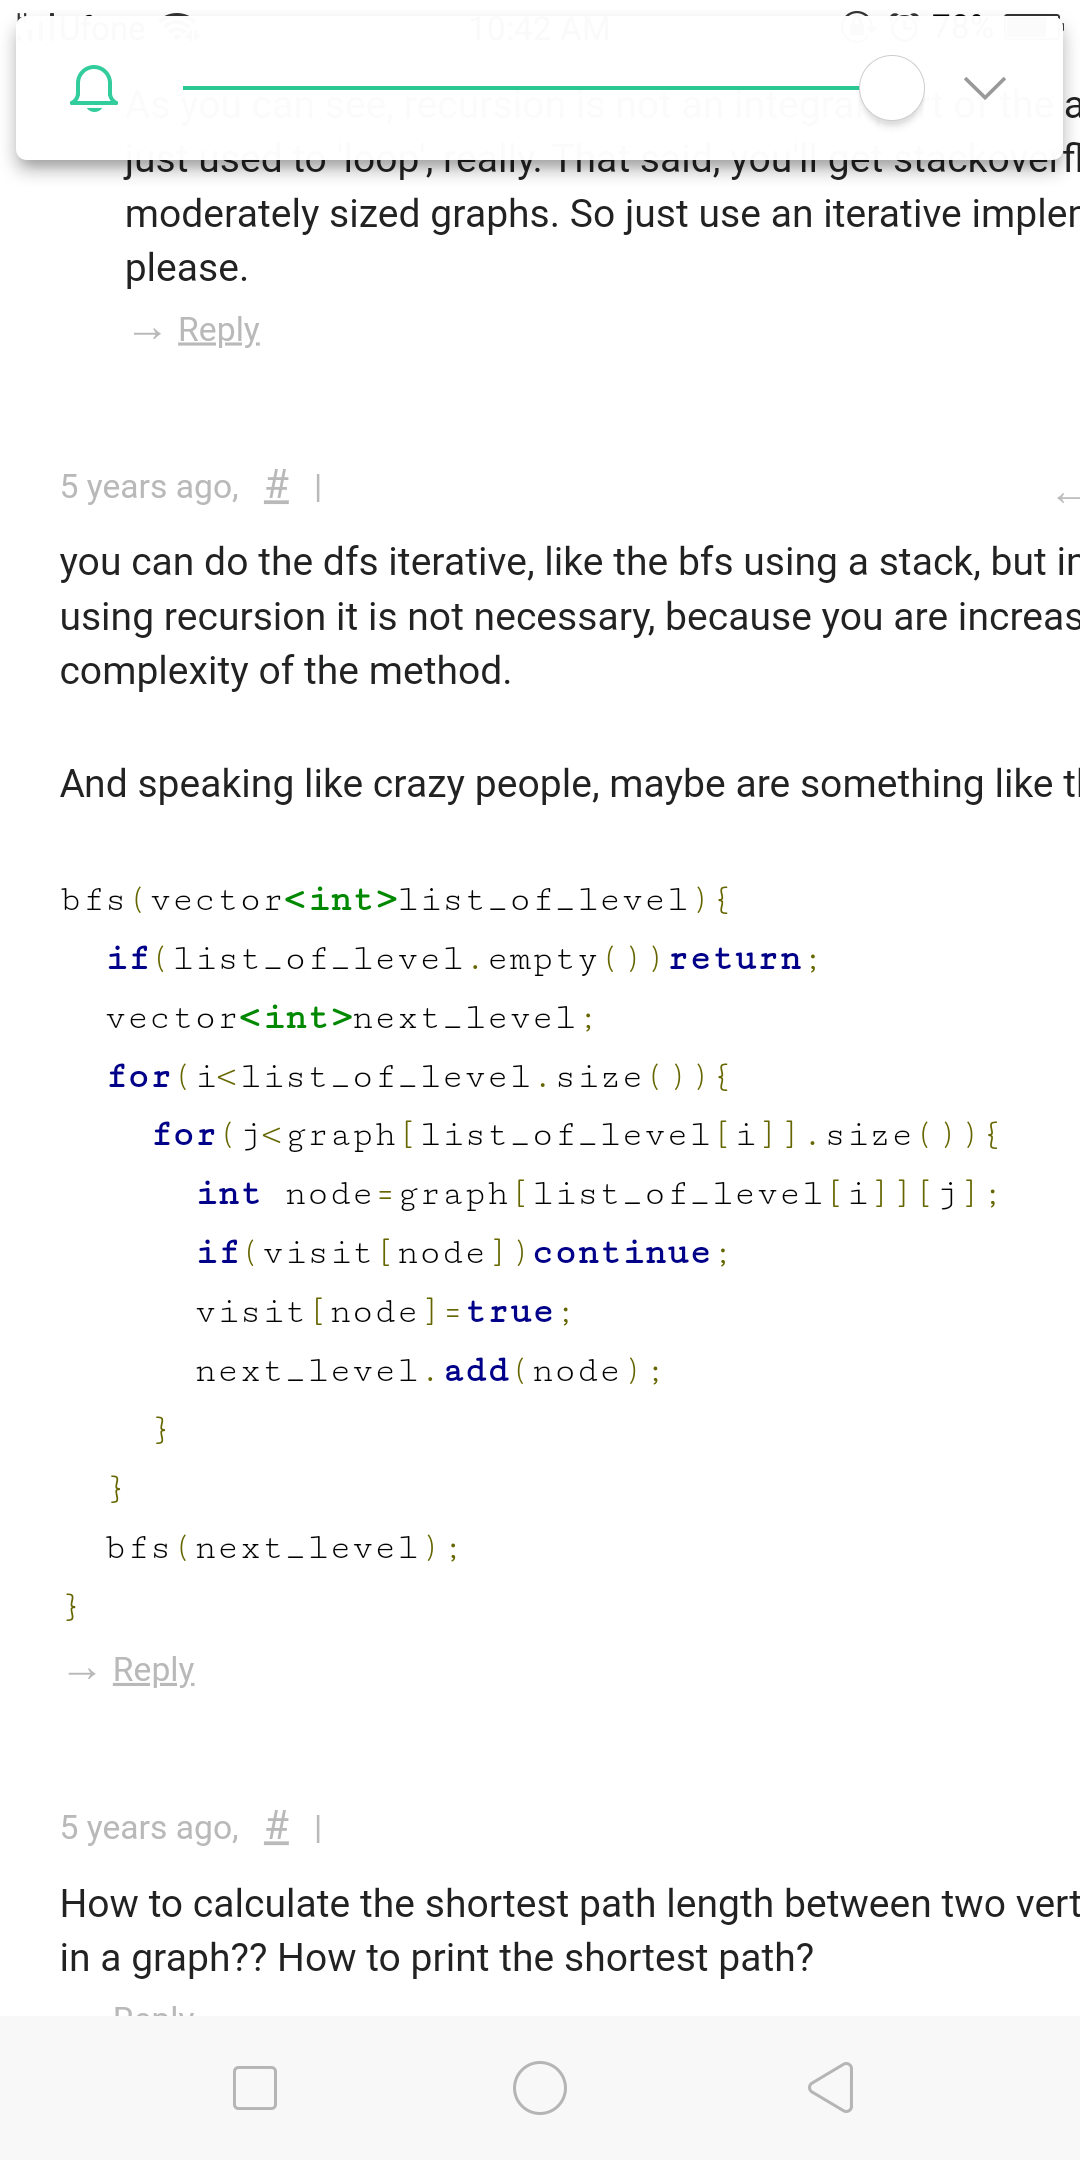 Ufone 10:42 AM 78%
As you can see, recursion is not an integral part of the a
just used to 'loop', really. That said, you'll get stackoverfl
moderately sized graphs. So just use an iterative implem
please.
→ Reply
5 years ago, # |
←
you can do the dfs iterative, like the bfs using a stack, but in
using recursion it is not necessary, because you are increas
complexity of the method.
And speaking like crazy people, maybe are something like th
bfs(vector<int>list_of_level){
if(list_of_level.empty())return;
vector<int>next_level;
for(i<list_of_level.size()){
for(j<graph[list_of_level[i]].size()){
int node=graph[list_of_level[i]][j];
if(visit[node])continue;
visit[node]=true;
next_level.add(node);
}
}
bfs(next_level);
}
→ Reply
5 years ago, # |
How to calculate the shortest path length between two vert
in a graph?? How to print the shortest path?
Reply